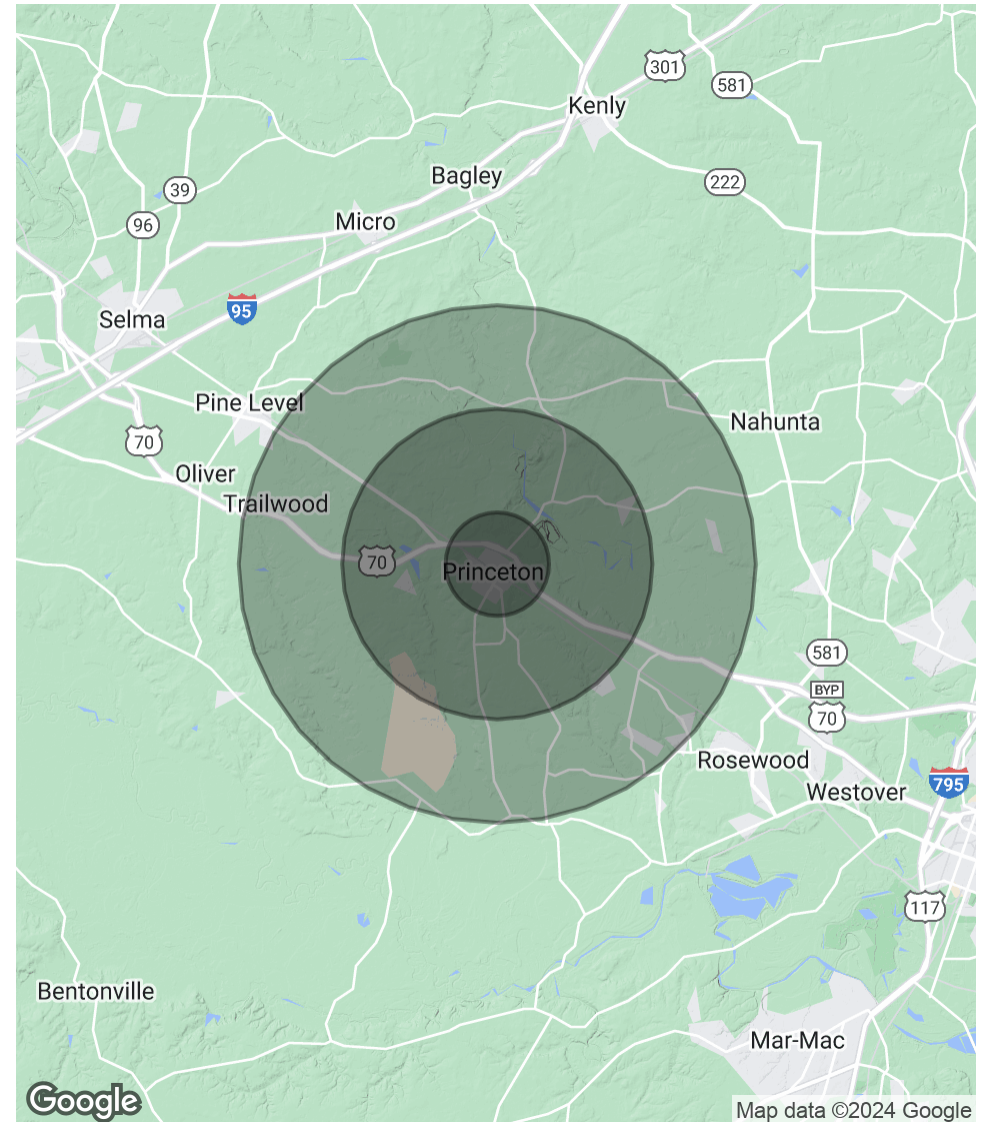 301
581
Kenly
Bagley
222
39
Micro
96
95
Selma
Pine Level
Nahunta
70
Oliver
Trailwood
70
Princeton
581
BYP
70
Rosewood
795
Westover
117
Bentonville
Mar-Mac
Google
Map data ©2024 Google